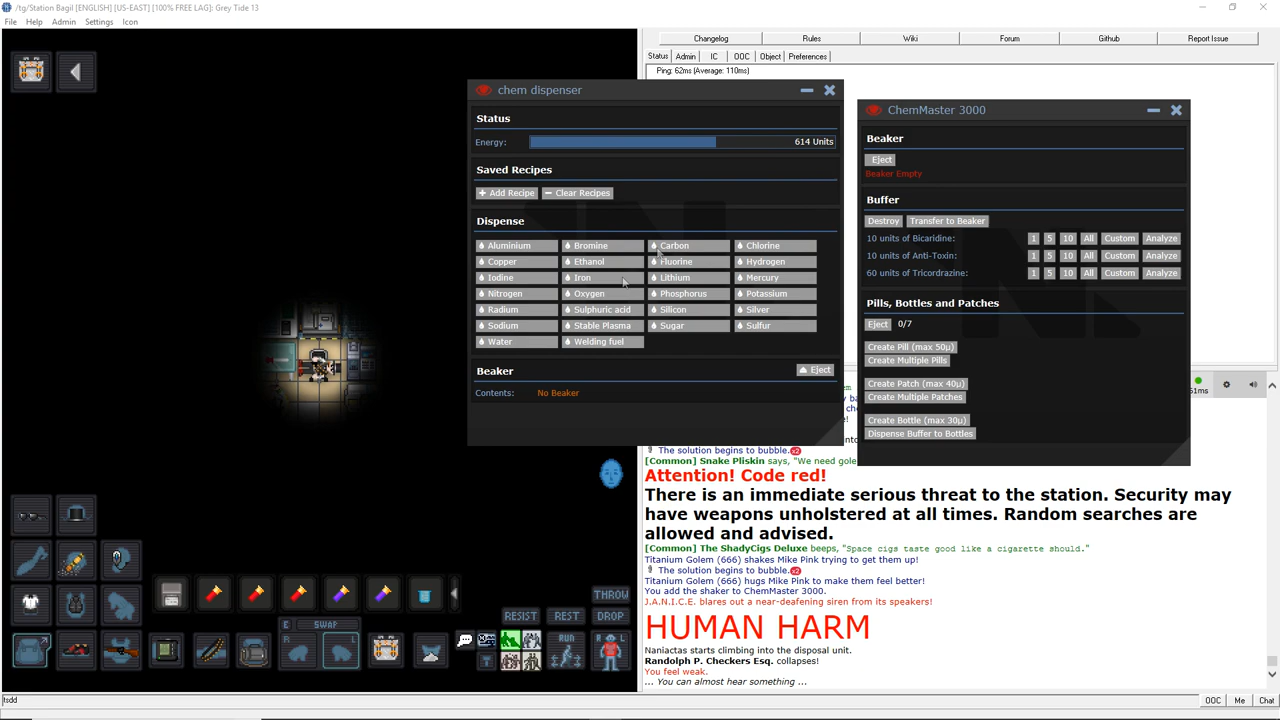 /tg/Station Bagil [ENGLISH] [US-EAST] [100% FREE LAG]: Grey Tide 13
File Help Admin Settings Icon
Changelog Rules Wiki Forum Github Report Issue
Status Admin IC OOC Object Preferences
Ping: 62ms (Average: 110ms)
chem dispenser
Status
Energy: 614 Units
Saved Recipes
+ Add Recipe − Clear Recipes
Dispense
Aluminium Bromine Carbon Chlorine
Copper Ethanol Fluorine Hydrogen
Iodine Iron Lithium Mercury
Nitrogen Oxygen Phosphorus Potassium
Radium Sulphuric acid Silicon Silver
Sodium Stable Plasma Sugar Sulfur
Water Welding fuel
Beaker Eject
Contents: No Beaker
ChemMaster 3000
Beaker
Eject
Beaker Empty
Buffer
Destroy Transfer to Beaker
10 units of Bicaridine: 1 5 10 All Custom Analyze
10 units of Anti-Toxin: 1 5 10 All Custom Analyze
60 units of Tricordrazine: 1 5 10 All Custom Analyze
Pills, Bottles and Patches
Eject 0/7
Create Pill (max 50µ)
Create Multiple Pills
Create Patch (max 40µ)
Create Multiple Patches
Create Bottle (max 30µ)
Dispense Buffer to Bottles
The solution begins to bubble. x2
[Common] Snake Pliskin says, "We need gole
Attention! Code red!
There is an immediate serious threat to the station. Security may
have weapons unholstered at all times. Random searches are
allowed and advised.
[Common] The ShadyCigs Deluxe beeps, "Space cigs taste good like a cigarette should."
Titanium Golem (666) shakes Mike Pink trying to get them up!
The solution begins to bubble. x2
Titanium Golem (666) hugs Mike Pink to make them feel better!
You add the shaker to ChemMaster 3000.
J.A.N.I.C.E. blares out a near-deafening siren from its speakers!
HUMAN HARM
Naniactas starts climbing into the disposal unit.
Randolph P. Checkers Esq. collapses!
You feel weak.
... You can almost hear something ...
THROW
RESIST REST DROP
E SWAP
R L
RUN
tsdd
OOC Me Chat